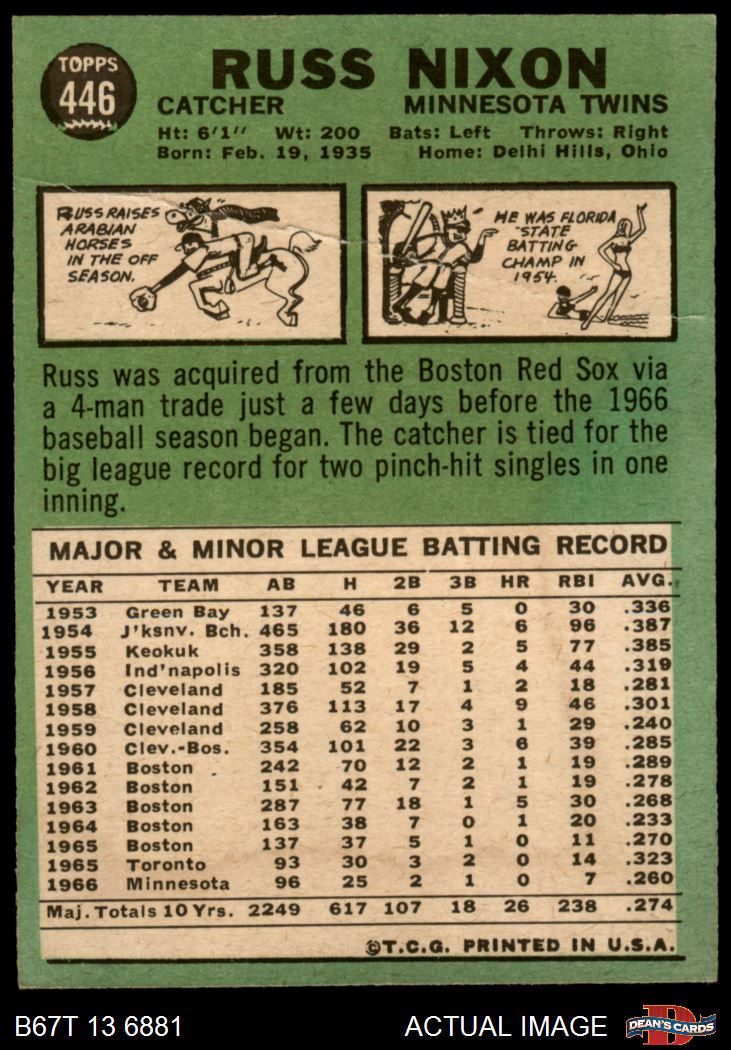 TOPPS
446
RUSS NIXON
CATCHER MINNESOTA TWINS
Ht: 6'1" Wt: 200 Bats: Left Throws: Right
Born: Feb. 19, 1935 Home: Delhi Hills, Ohio
RUSS RAISES
ARABIAN
HORSES
IN THE OFF
SEASON.
HE WAS FLORIDA
STATE
BATTING
CHAMP IN
1954.
Russ was acquired from the Boston Red Sox via
a 4-man trade just a few days before the 1966
baseball season began. The catcher is tied for the
big league record for two pinch-hit singles in one
inning.
MAJOR & MINOR LEAGUE BATTING RECORD
YEAR TEAM AB H 2B 3B HR RBI AVG.
1953 Green Bay 137 46 6 5 0 30 .336
1954 J'ksnv. Bch. 465 180 36 12 6 96 .387
1955 Keokuk 358 138 29 2 5 77 .385
1956 Ind'napolis 320 102 19 5 4 44 .319
1957 Cleveland 185 52 7 1 2 18 .281
1958 Cleveland 376 113 17 4 9 46 .301
1959 Cleveland 258 62 10 3 1 29 .240
1960 Clev.-Bos. 354 101 22 3 6 39 .285
1961 Boston 242 70 12 2 1 19 .289
1962 Boston 151 42 7 2 1 19 .278
1963 Boston 287 77 18 1 5 30 .268
1964 Boston 163 38 7 0 1 20 .233
1965 Boston 137 37 5 1 0 11 .270
1965 Toronto 93 30 3 2 0 14 .323
1966 Minnesota 96 25 2 1 0 7 .260
Maj. Totals 10 Yrs. 2249 617 107 18 26 238 .274
©T.C.G. PRINTED IN U.S.A.
B67T 13 6881 ACTUAL IMAGE
D
DEAN'S CARDS